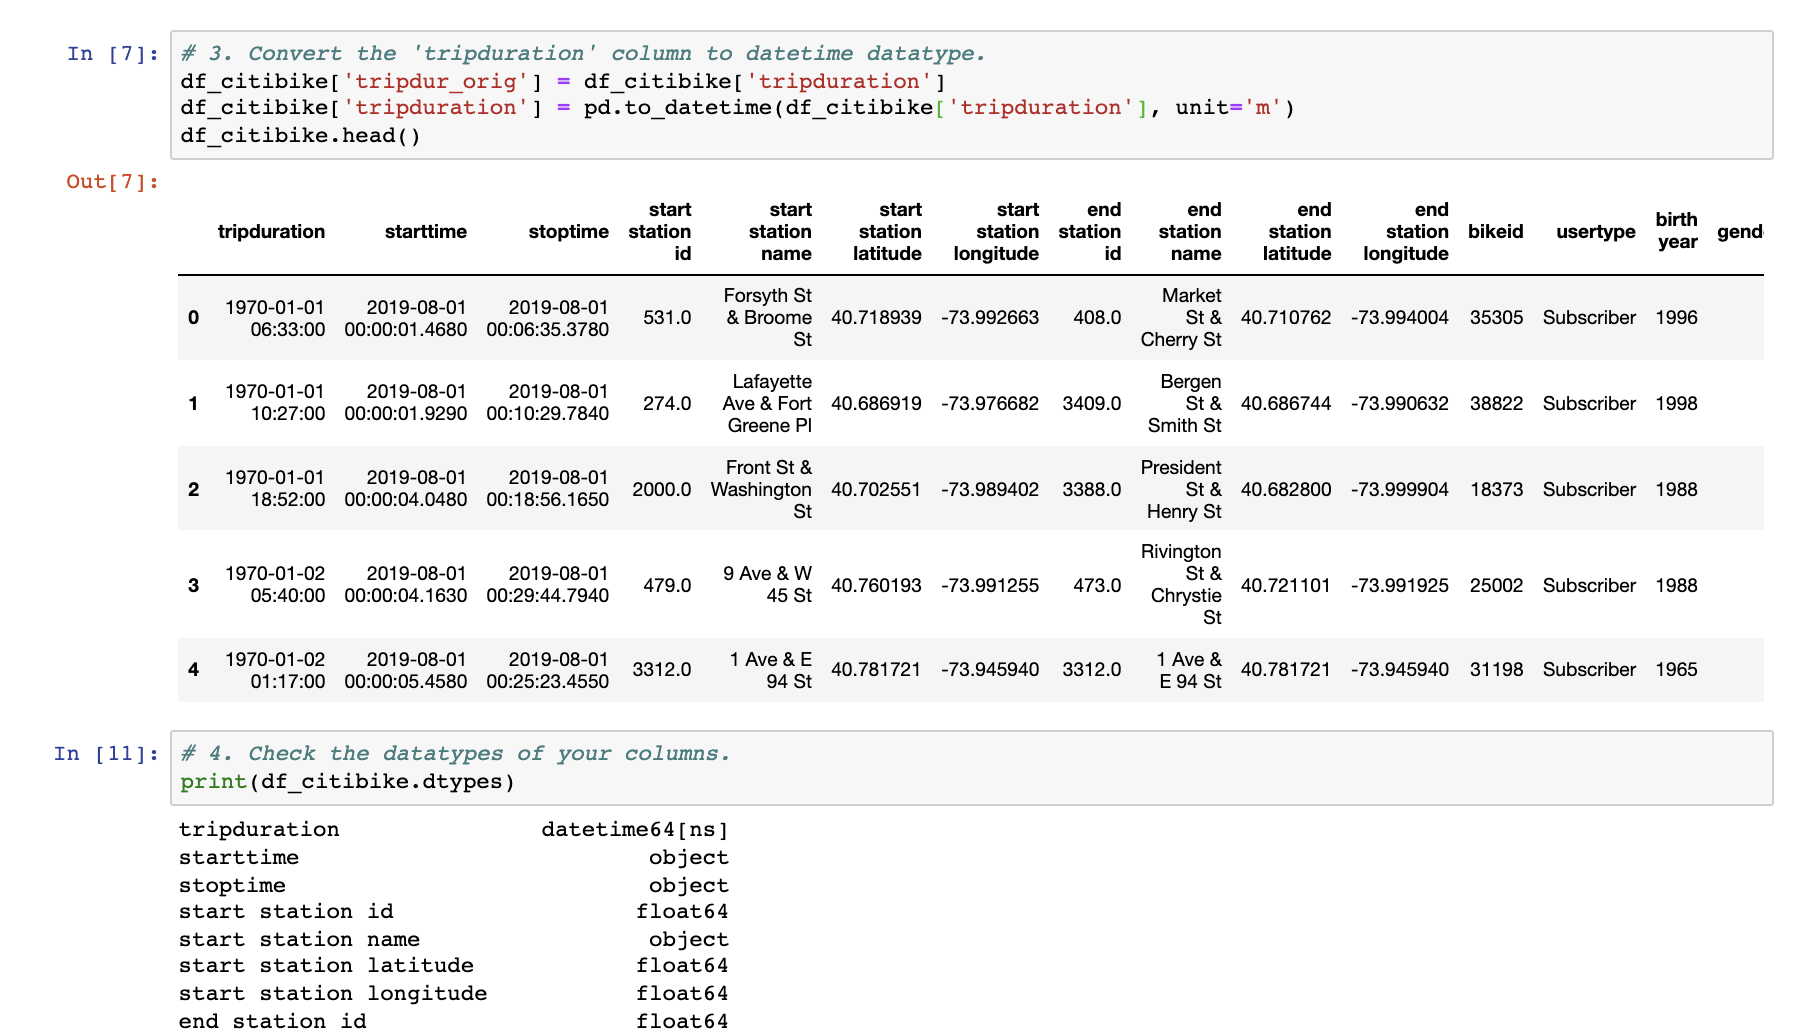 In [7]: # 3. Convert the 'tripduration' column to datetime datatype.
df_citibike['tripdur_orig'] = df_citibike['tripduration']
df_citibike['tripduration'] = pd.to_datetime(df_citibike['tripduration'], unit='m')
df_citibike.head()
Out[7]:
tripduration starttime stoptime start station id start station name start station latitude start station longitude end station id end station name end station latitude end station longitude bikeid usertype birth year gend
0 1970-01-01 06:33:00 2019-08-01 00:00:01.4680 2019-08-01 00:06:35.3780 531.0 Forsyth St & Broome St 40.718939 -73.992663 408.0 Market St & Cherry St 40.710762 -73.994004 35305 Subscriber 1996
1 1970-01-01 10:27:00 2019-08-01 00:00:01.9290 2019-08-01 00:10:29.7840 274.0 Lafayette Ave & Fort Greene Pl 40.686919 -73.976682 3409.0 Bergen St & Smith St 40.686744 -73.990632 38822 Subscriber 1998
2 1970-01-01 18:52:00 2019-08-01 00:00:04.0480 2019-08-01 00:18:56.1650 2000.0 Front St & Washington St 40.702551 -73.989402 3388.0 President St & Henry St 40.682800 -73.999904 18373 Subscriber 1988
3 1970-01-02 05:40:00 2019-08-01 00:00:04.1630 2019-08-01 00:29:44.7940 479.0 9 Ave & W 45 St 40.760193 -73.991255 473.0 Rivington St & Chrystie St 40.721101 -73.991925 25002 Subscriber 1988
4 1970-01-02 01:17:00 2019-08-01 00:00:05.4580 2019-08-01 00:25:23.4550 3312.0 1 Ave & E 94 St 40.781721 -73.945940 3312.0 1 Ave & E 94 St 40.781721 -73.945940 31198 Subscriber 1965
In [11]: # 4. Check the datatypes of your columns.
print(df_citibike.dtypes)
tripduration datetime64[ns]
starttime object
stoptime object
start station id float64
start station name object
start station latitude float64
start station longitude float64
end station id float64